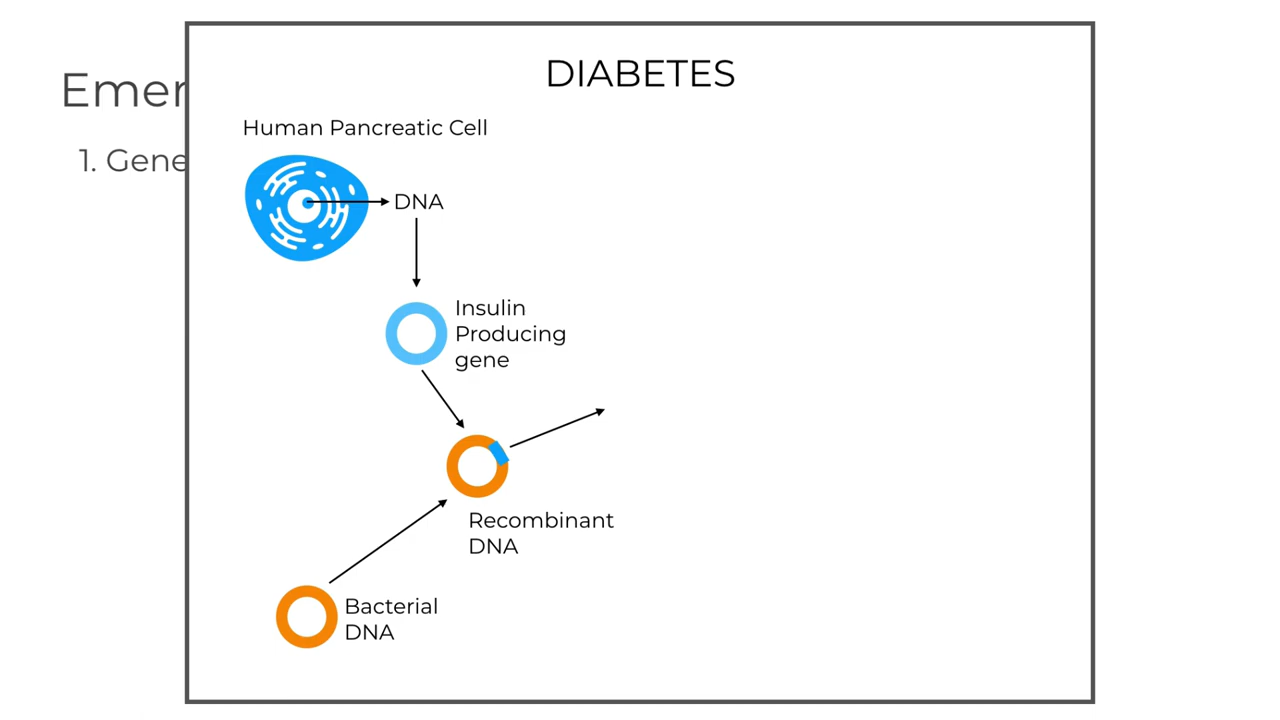 DIABETES
Emer
1. Gene
Human Pancreatic Cell
DNA
Insulin
Producing
gene
Recombinant
DNA
Bacterial
DNA